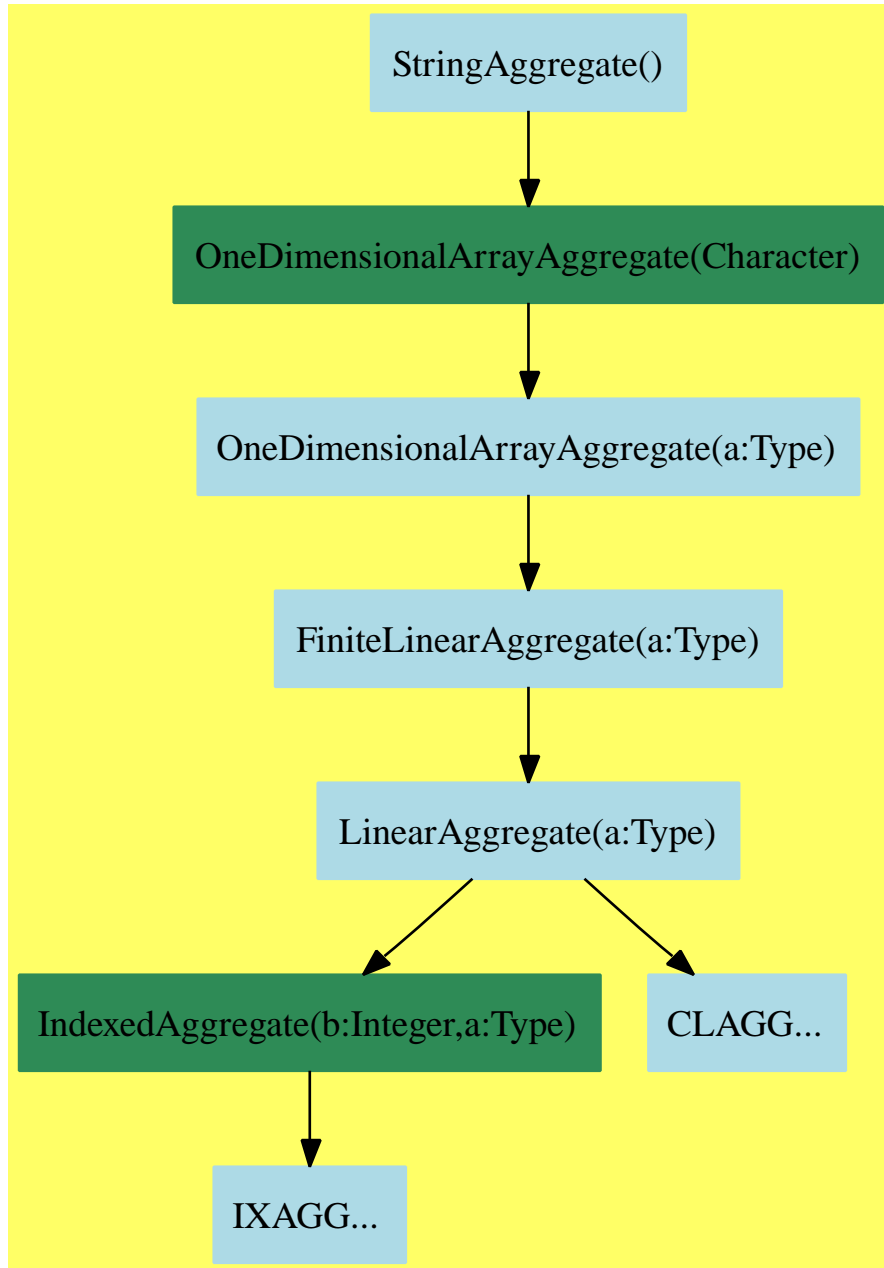 StringAggregate()
OneDimensionalArrayAggregate(Character)
OneDimensionalArrayAggregate(a:Type)
FiniteLinearAggregate(a:Type)
LinearAggregate(a:Type)
IndexedAggregate(b:Integer,a:Type)
CLAGG...
IXAGG...